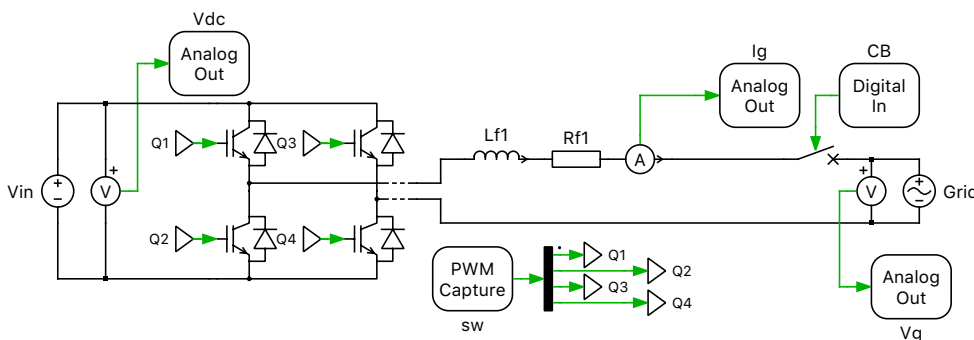 Vdc
Analog
Out
Ig
Analog
Out
CB
Digital
In
Q1
Q3
Lf1
Rf1
A
Vin
V
V
Grid
Q2
Q4
PWM
Capture
sw
Q1
Q2
Q3
Q4
Analog
Out
Vg